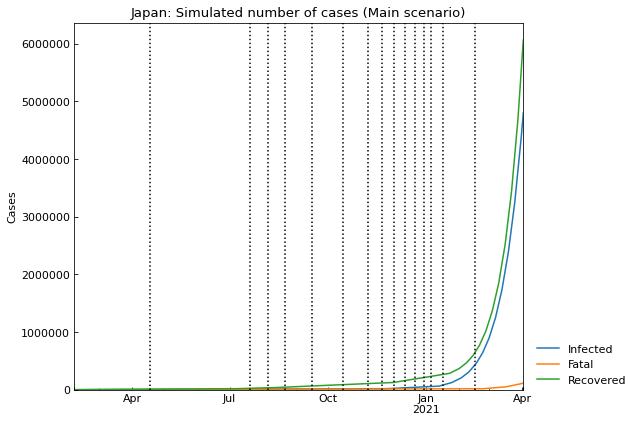 Japan: Simulated number of cases (Main scenario)
6000000
5000000
4000000
3000000
2000000
1000000
0
Cases
Apr Jul Oct Jan Apr
2021
Infected
Fatal
Recovered